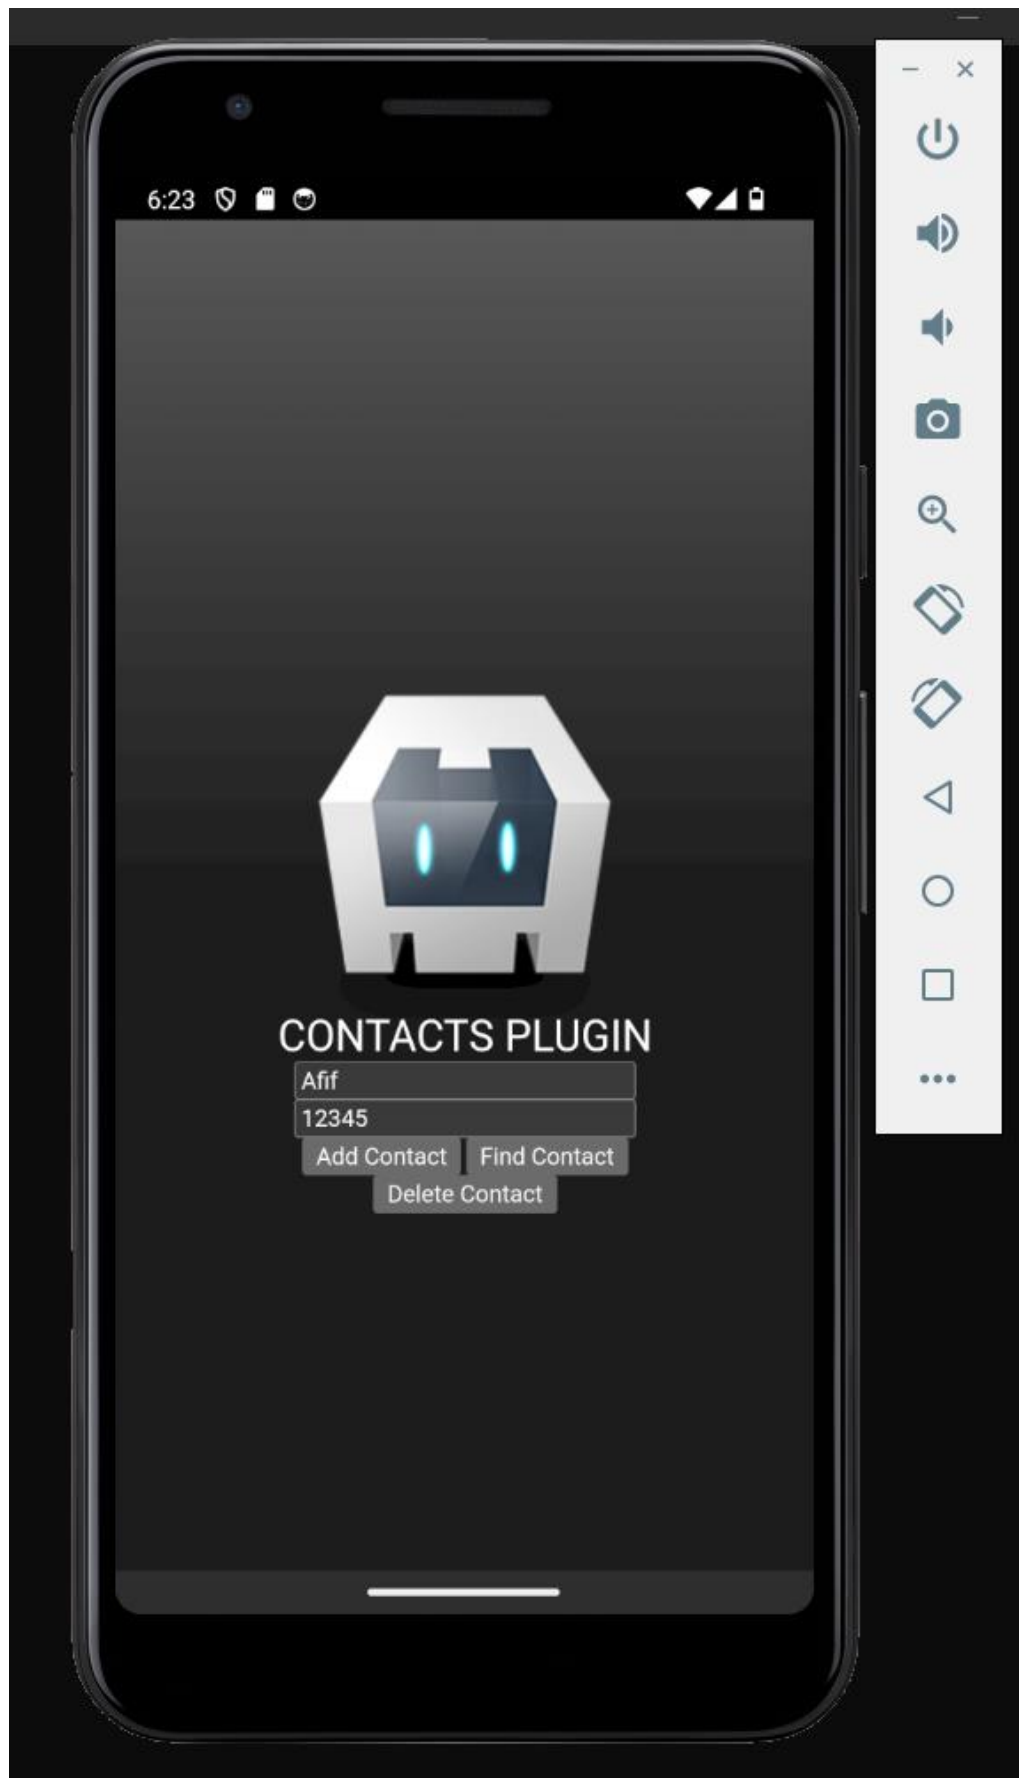 6:23
CONTACTS PLUGIN
Afif
12345
Add Contact Find Contact
Delete Contact